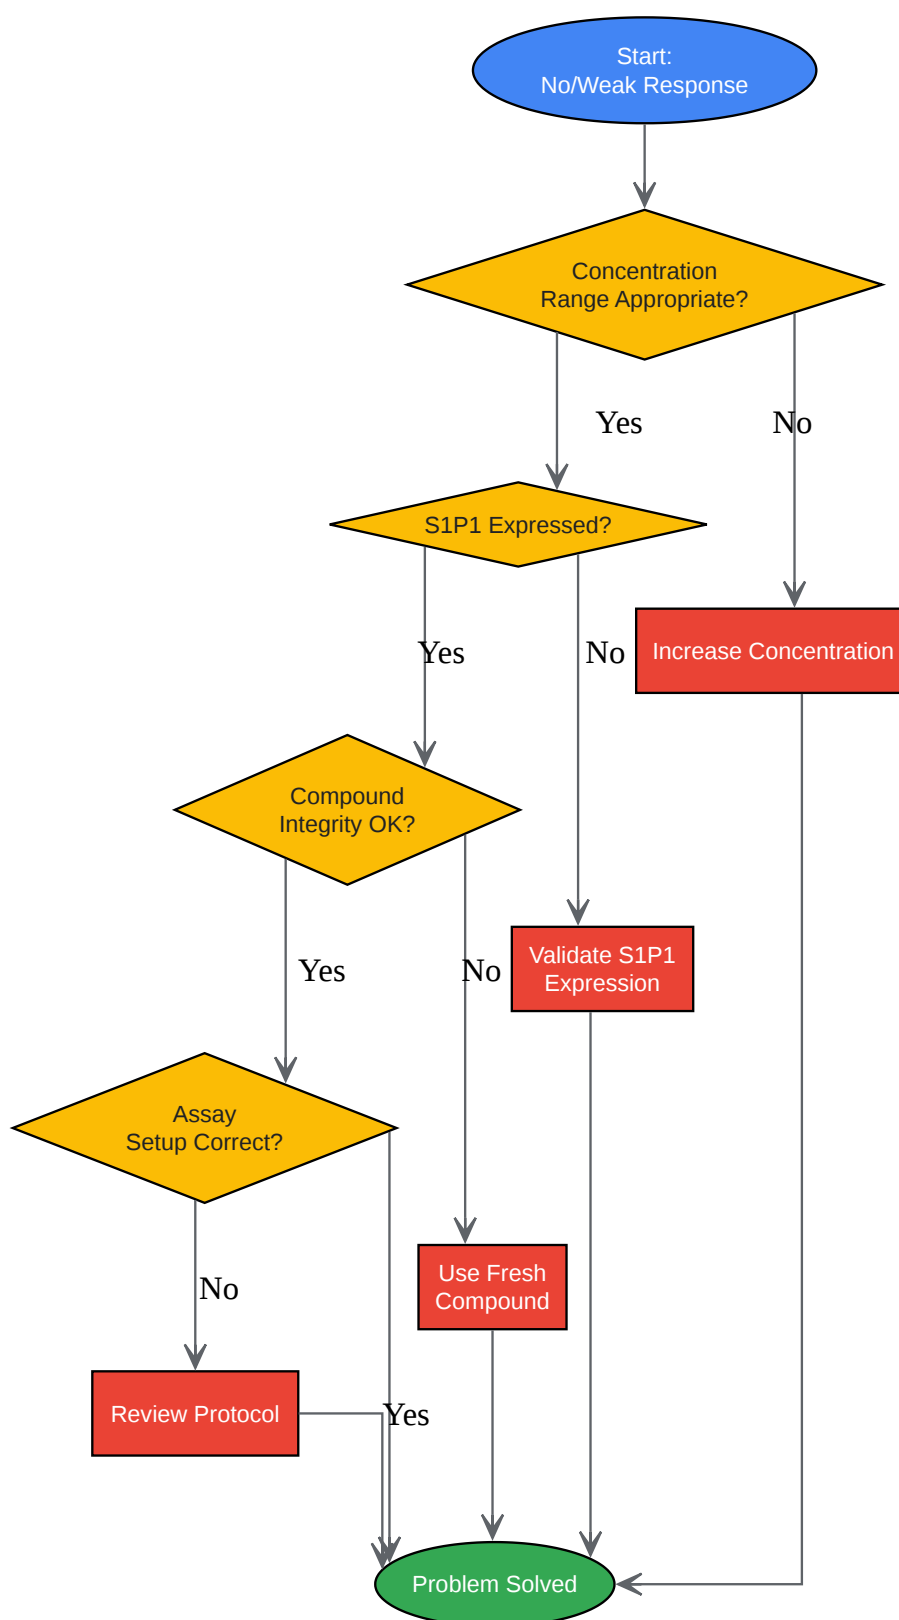 Start:
No/Weak Response
Concentration
Range Appropriate?
Yes
No
S1P1 Expressed?
Yes
No
Increase Concentration
Compound
Integrity OK?
Yes
No
Validate S1P1
Expression
Assay
Setup Correct?
No
Use Fresh
Compound
Review Protocol
Yes
Problem Solved